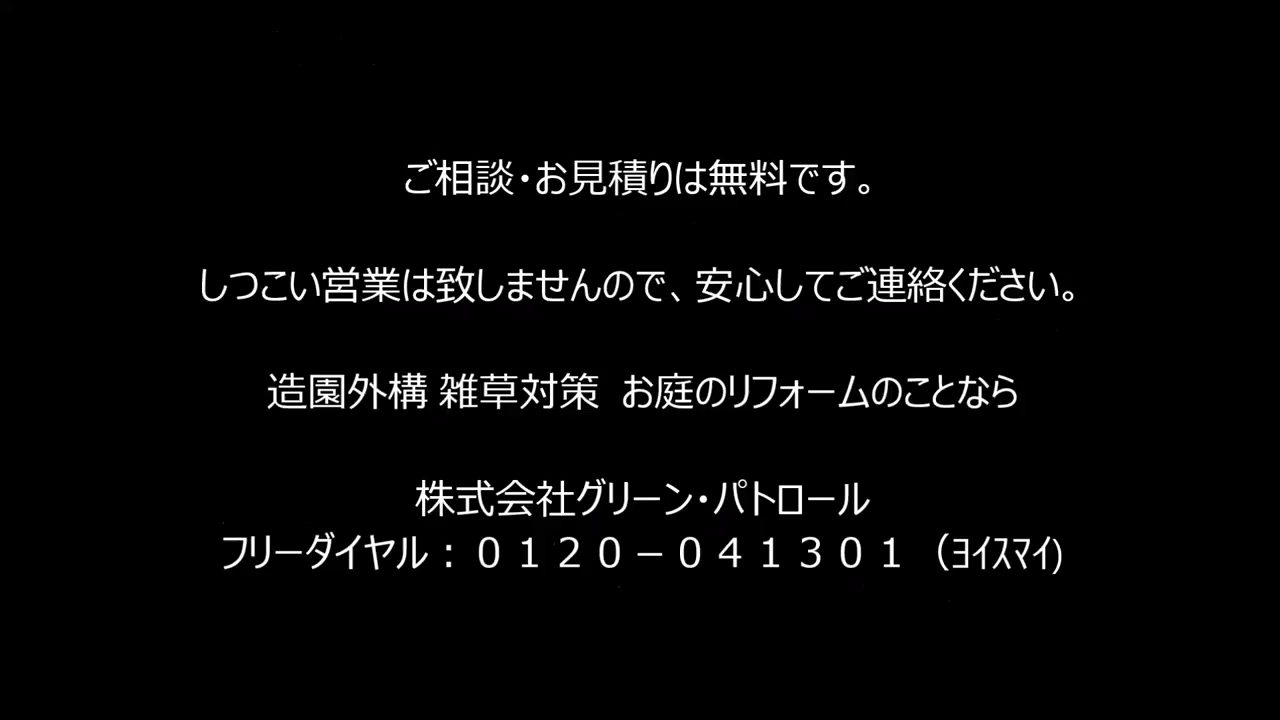 ご相談・お見積りは無料です。
しつこい営業は致しませんので、安心してご連絡ください。
造園外構 雑草対策 お庭のリフォームのことなら
株式会社グリーン・パトロール
フリーダイヤル：０１２０－０４１３０１（ﾖｲｽﾏｲ)